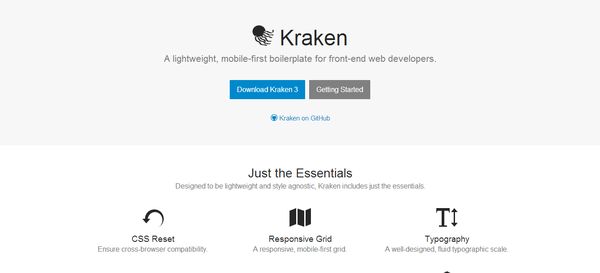 Kraken
A lightweight, mobile-first boilerplate for front-end web developers.
Download Kraken 3
Getting Started
Kraken on GitHub
Just the Essentials
Designed to be lightweight and style agnostic, Kraken includes just the essentials.
CSS Reset
Responsive Grid
Typography
Ensure cross-browser compatibility.
A responsive, mobile-first grid.
A well-designed, fluid typographic scale.